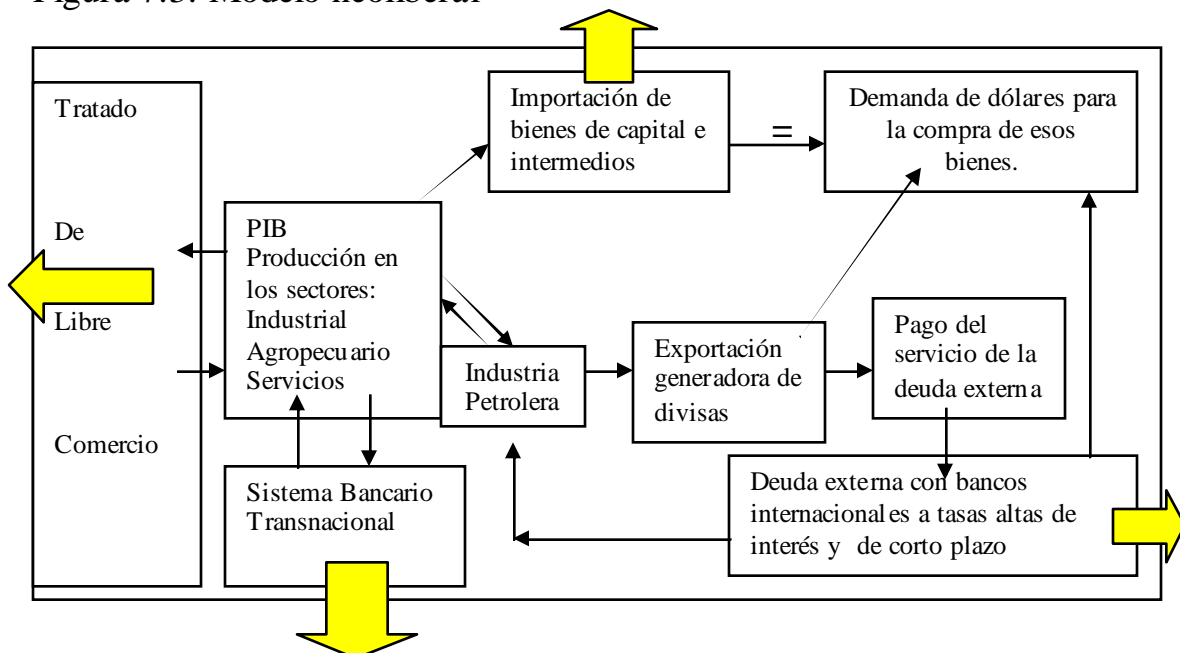 Figura 7.3: Modelo neoliberal
Tratado
De
Libre
Comercio
PIB
Producción en
los sectores:
Industrial
Agropecuario
Servicios
Sistema Bancario
Transnacional
Importación de
bienes de capital e
intermedios
=
Demanda de dólares para
la compra de esos
bienes.
Industria
Petrolera
Exportación
generadora de
divisas
Pago del
servicio de la
deuda externa
Deuda externa con bancos
internacionales a tasas altas de
interés y de corto plazo